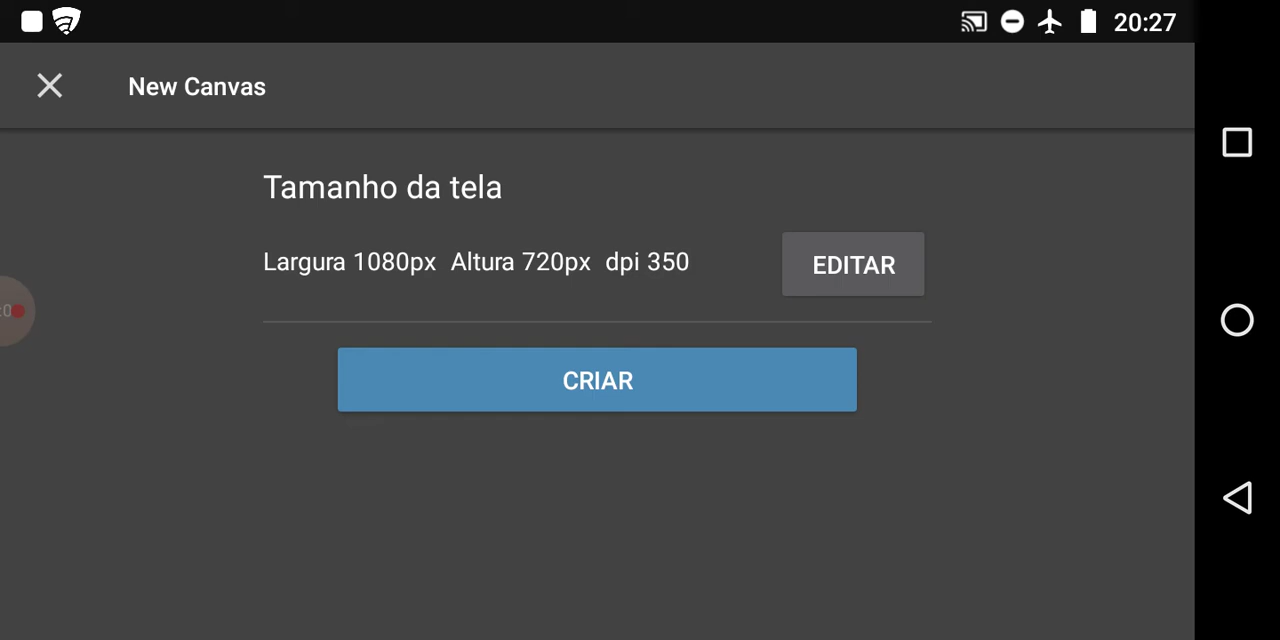 20:27
New Canvas
Tamanho da tela
Largura 1080px Altura 720px dpi 350
EDITAR
CRIAR